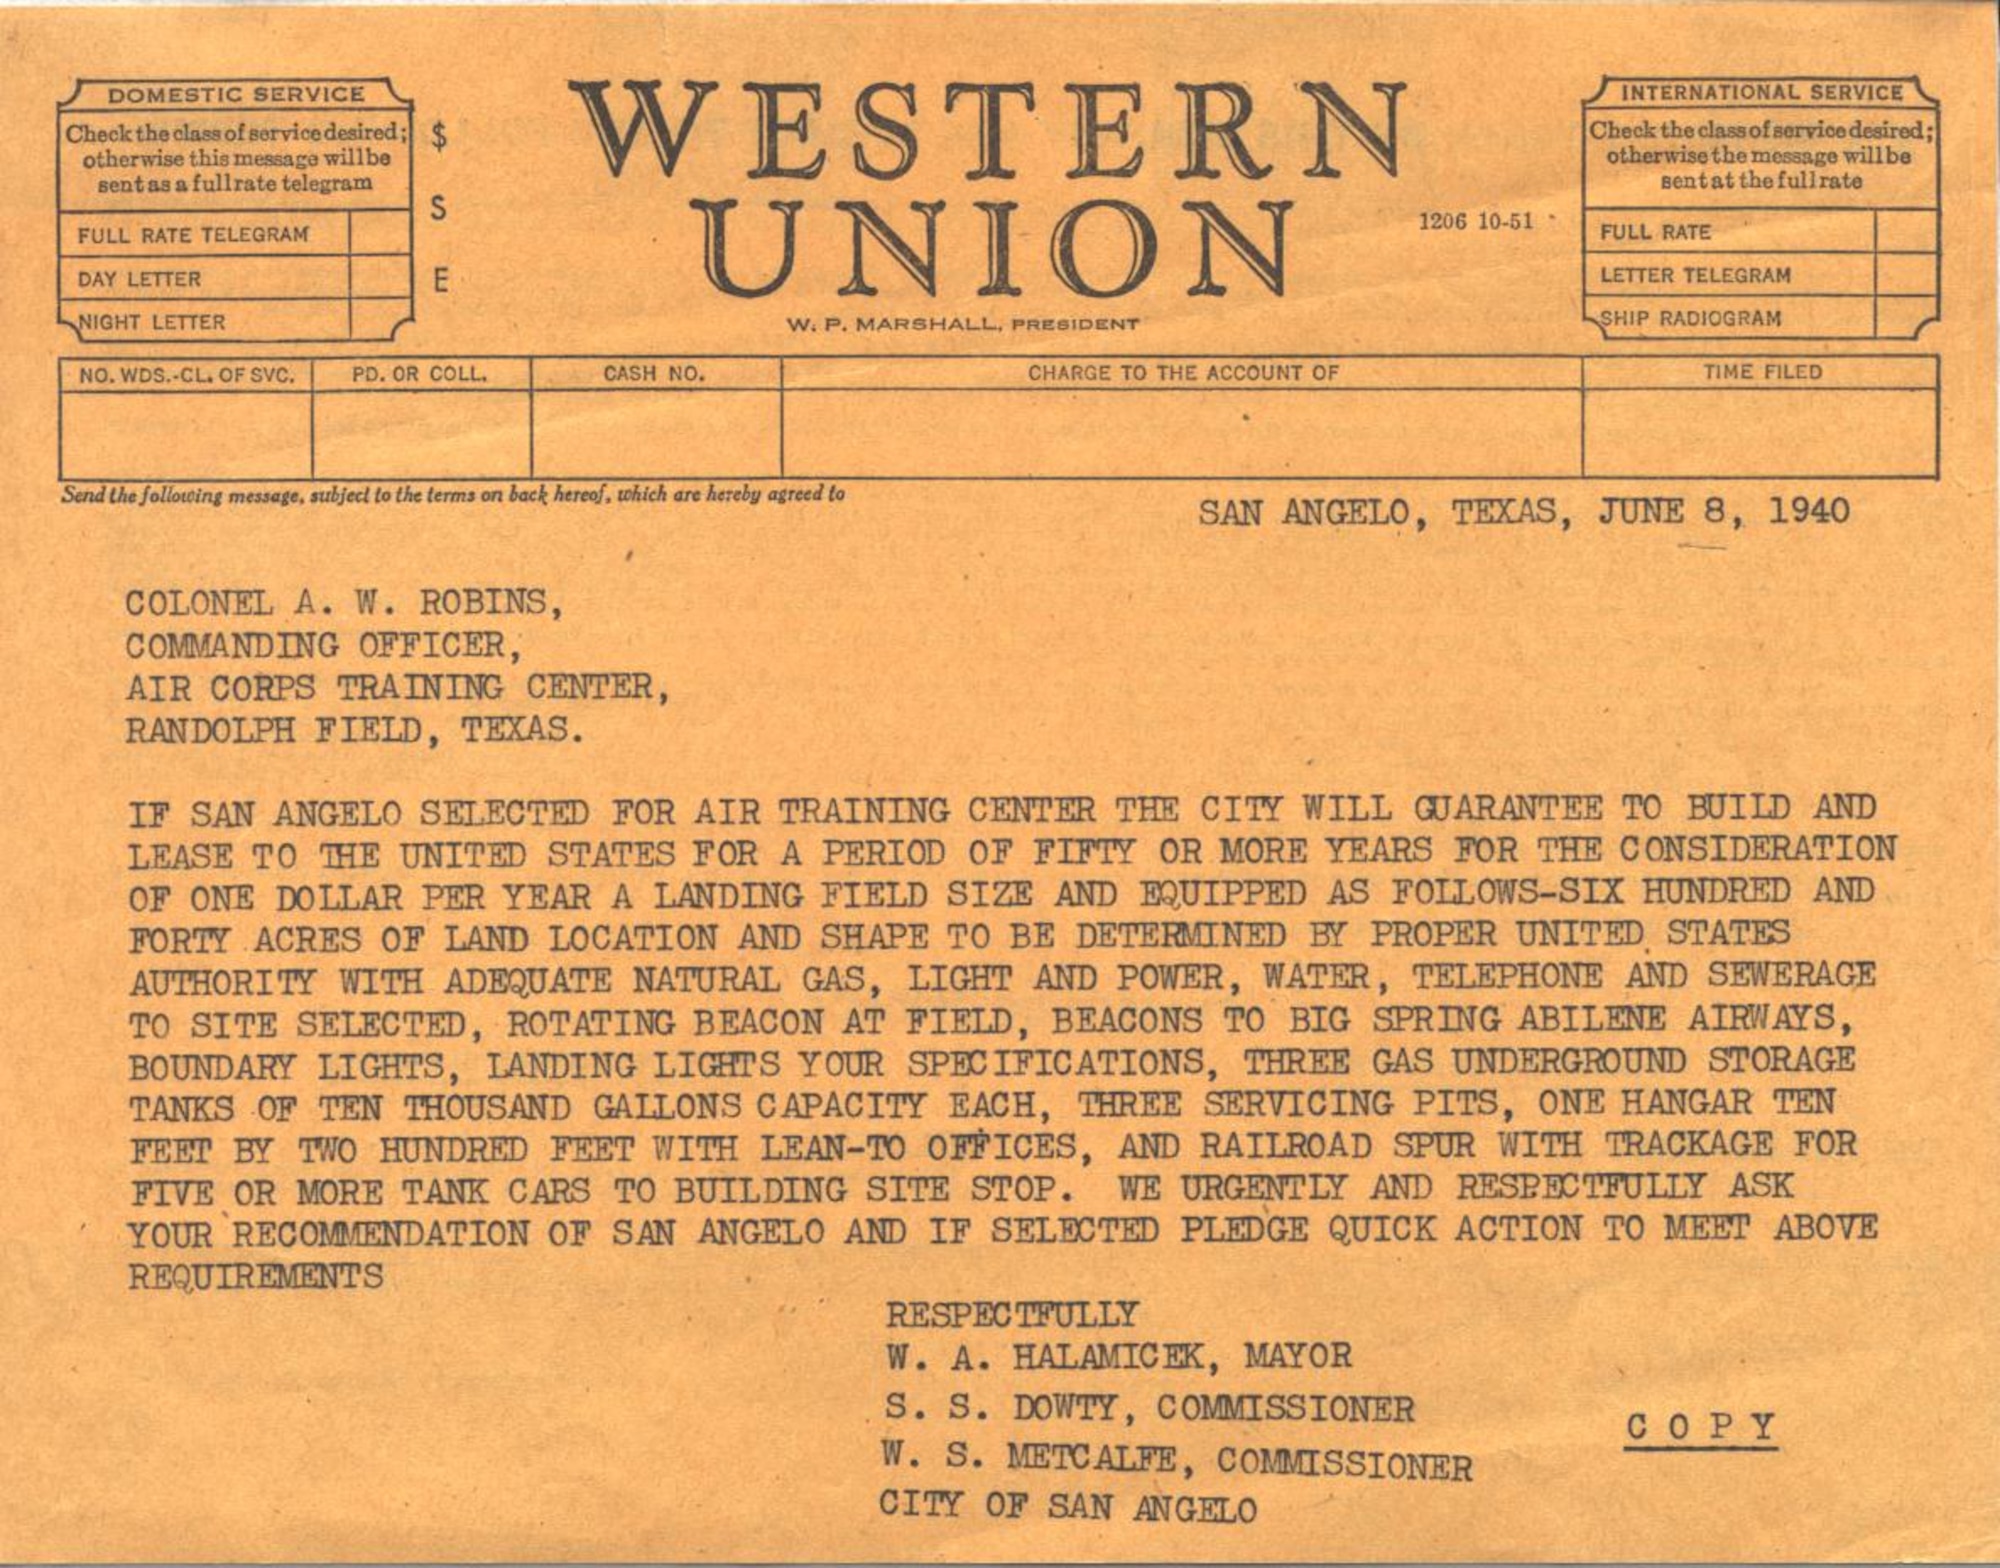 DOMESTIC SERVICE
Check the class of service desired;
otherwise this message will be
sent as a full rate telegram
FULL RATE TELEGRAM
DAY LETTER
NIGHT LETTER
$
S
E
WESTERN
UNION
1206 10-51
W. P. MARSHALL, PRESIDENT
INTERNATIONAL SERVICE
Check the class of service desired;
otherwise the message will be
sent at the full rate
FULL RATE
LETTER TELEGRAM
SHIP RADIOGRAM
NO. WDS.-CL. OF SVC. PD. OR COLL. CASH NO. CHARGE TO THE ACCOUNT OF TIME FILED
Send the following message, subject to the terms on back hereof, which are hereby agreed to
SAN ANGELO, TEXAS, JUNE 8, 1940
COLONEL A. W. ROBINS,
COMMANDING OFFICER,
AIR CORPS TRAINING CENTER,
RANDOLPH FIELD, TEXAS.
IF SAN ANGELO SELECTED FOR AIR TRAINING CENTER THE CITY WILL GUARANTEE TO BUILD AND
LEASE TO THE UNITED STATES FOR A PERIOD OF FIFTY OR MORE YEARS FOR THE CONSIDERATION
OF ONE DOLLAR PER YEAR A LANDING FIELD SIZE AND EQUIPPED AS FOLLOWS-SIX HUNDRED AND
FORTY ACRES OF LAND LOCATION AND SHAPE TO BE DETERMINED BY PROPER UNITED STATES
AUTHORITY WITH ADEQUATE NATURAL GAS, LIGHT AND POWER, WATER, TELEPHONE AND SEWERAGE
TO SITE SELECTED, ROTATING BEACON AT FIELD, BEACONS TO BIG SPRING ABILENE AIRWAYS,
BOUNDARY LIGHTS, LANDING LIGHTS YOUR SPECIFICATIONS, THREE GAS UNDERGROUND STORAGE
TANKS OF TEN THOUSAND GALLONS CAPACITY EACH, THREE SERVICING PITS, ONE HANGAR TEN
FEET BY TWO HUNDRED FEET WITH LEAN-TO OFFICES, AND RAILROAD SPUR WITH TRACKAGE FOR
FIVE OR MORE TANK CARS TO BUILDING SITE STOP. WE URGENTLY AND RESPECTFULLY ASK
YOUR RECOMMENDATION OF SAN ANGELO AND IF SELECTED PLEDGE QUICK ACTION TO MEET ABOVE
REQUIREMENTS
RESPECTFULLY
W. A. HALAMICEK, MAYOR
S. S. DOWTY, COMMISSIONER
W. S. METCALFE, COMMISSIONER
CITY OF SAN ANGELO
COPY